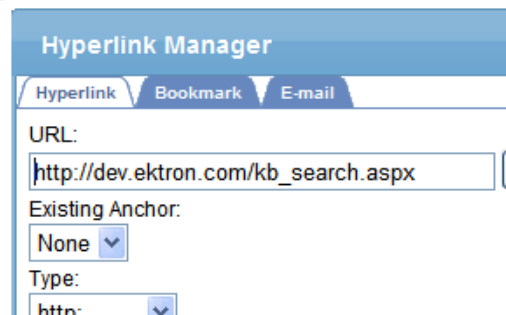 Hyperlink Manager
Hyperlink Bookmark E-mail
URL:
http://dev.ektron.com/kb_search.aspx
Existing Anchor:
None
Type:
http: